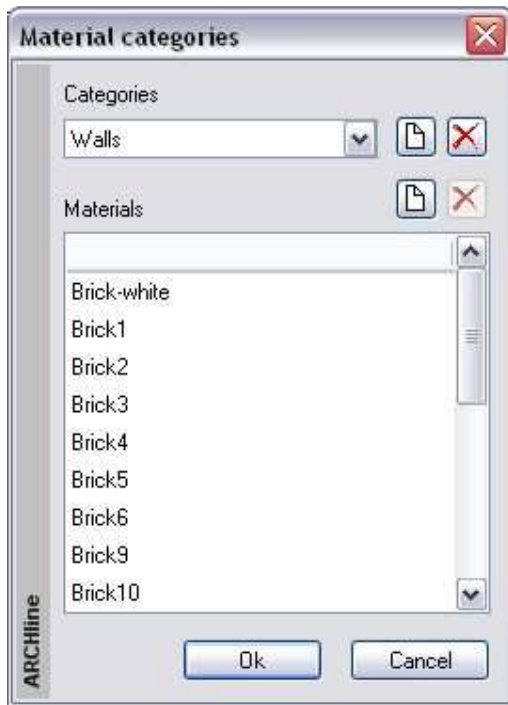 Material categories
Categories
Walls
Materials
Brick-white
Brick1
Brick2
Brick3
Brick4
Brick5
Brick6
Brick9
Brick10
ARCHline
Ok
Cancel